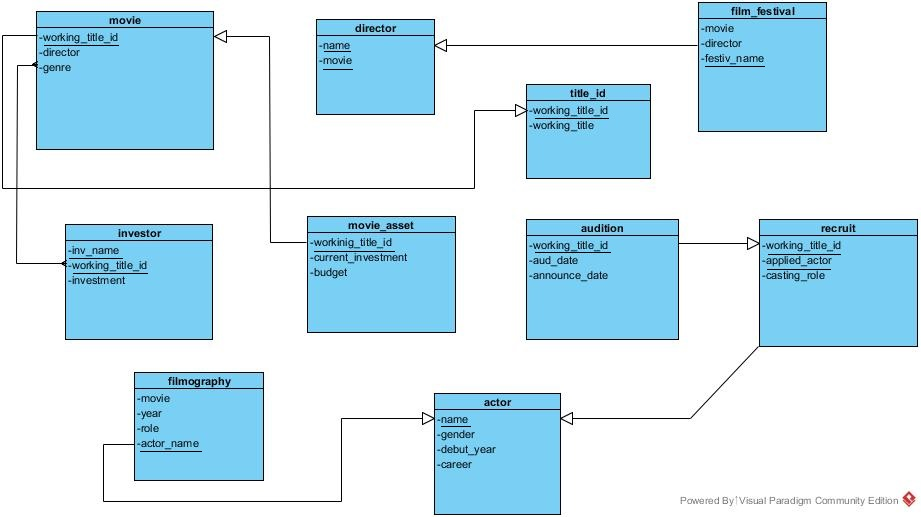 movie
-working_title_id
-director
-genre
director
-name
-movie
film_festival
-movie
-director
-festiv_name
title_id
-working_title_id
-working_title
investor
-inv_name
-working_title_id
-investment
movie_asset
-workinig_title_id
-current_investment
-budget
audition
-working_title_id
-aud_date
-announce_date
recruit
-working_title_id
-applied_actor
-casting_role
filmography
-movie
-year
-role
-actor_name
actor
-name
-gender
-debut_year
-career
Powered By Visual Paradigm Community Edition